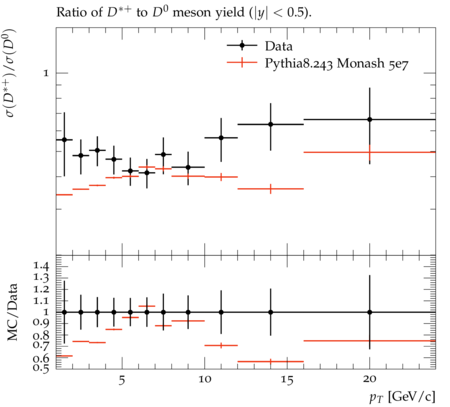 Ratio of D*+ to D0 meson yield (|y| < 0.5).
Data
Pythia8.243 Monash 5e7
σ(D*+)/σ(D0)
1
MC/Data
1.4
1.3
1.2
1.1
1
0.9
0.8
0.7
0.6
0.5
5 10 15 20
pT [GeV/c]